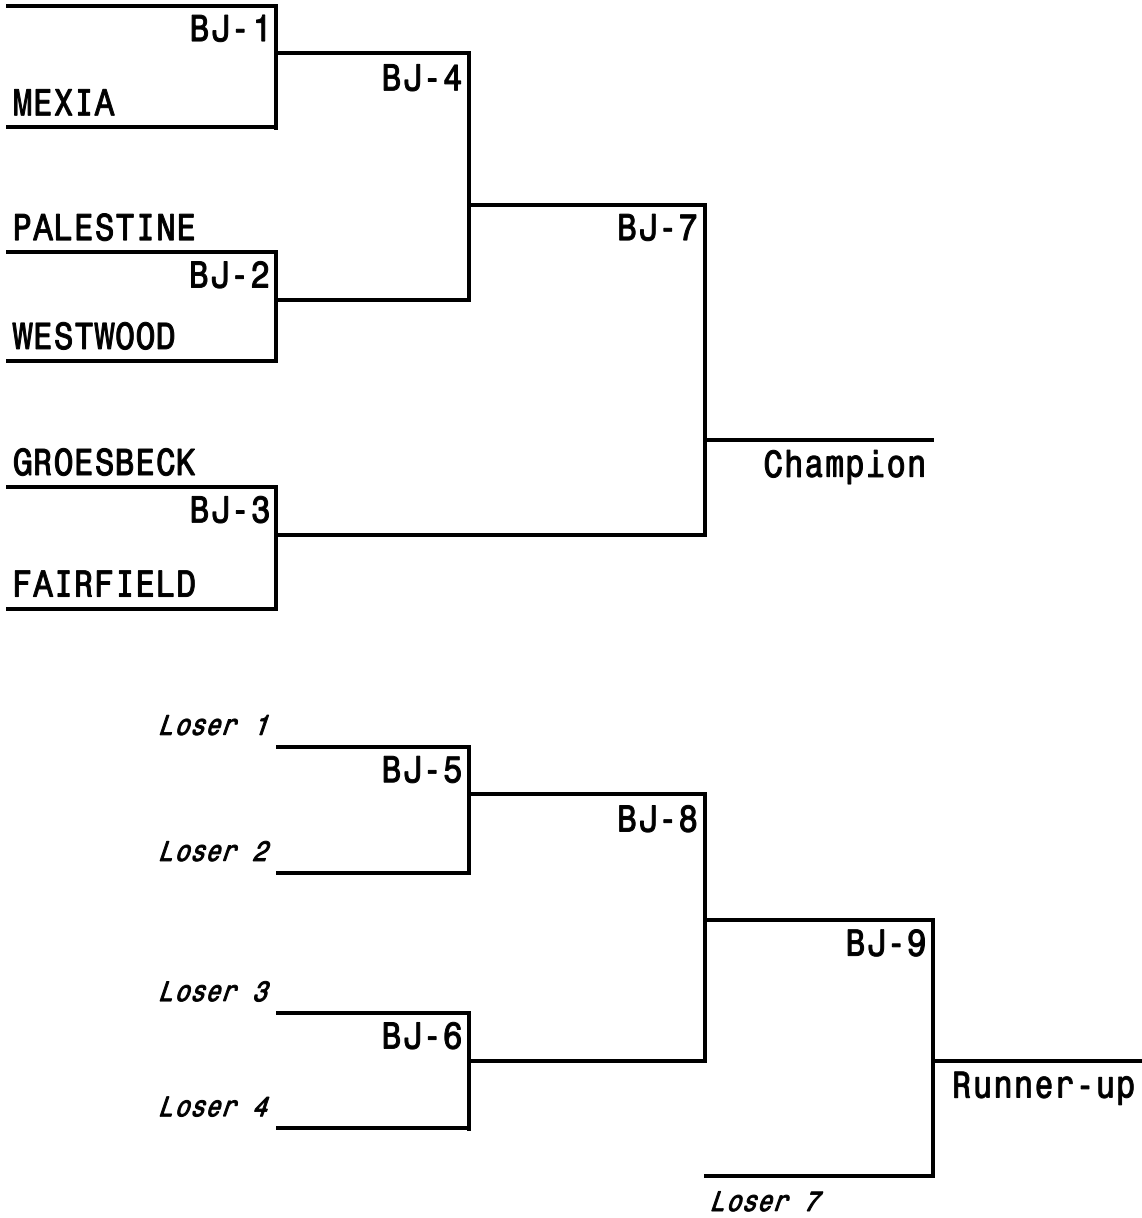 BJ-1
BJ-4
MEXIA
PALESTINE
BJ-7
BJ-2
WESTWOOD
GROESBECK
Champion
BJ-3
FAIRFIELD
Loser 1
BJ-5
BJ-8
Loser 2
BJ-9
Loser 3
BJ-6
Runner-up
Loser 4
Loser 7